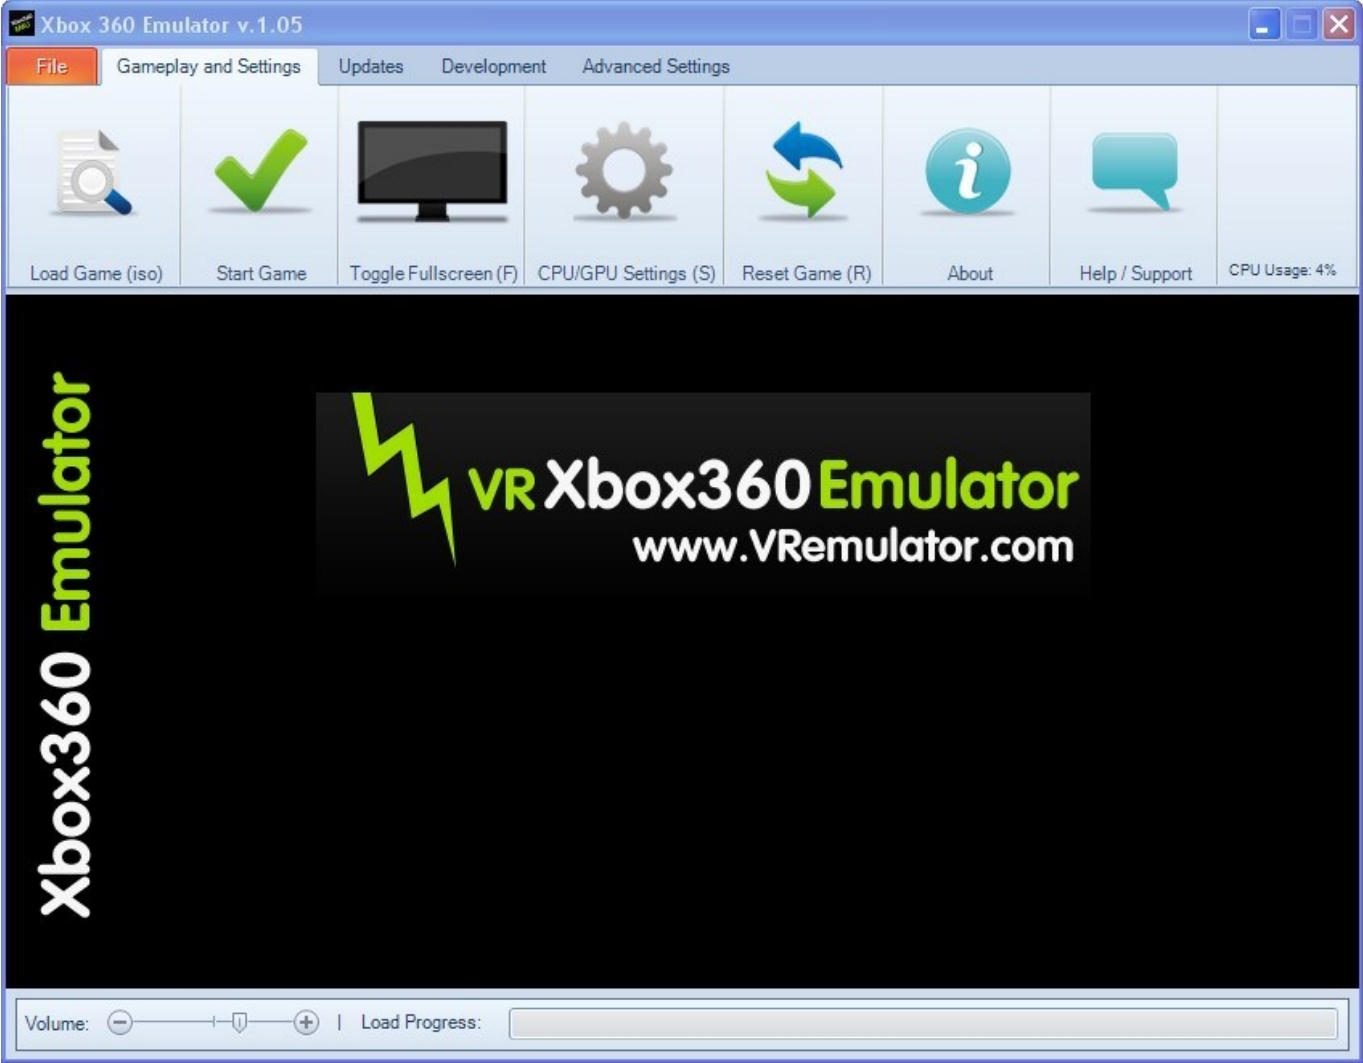 Xbox 360 Emulator v.1.05
File Gameplay and Settings Updates Development Advanced Settings
Load Game (iso) Start Game Toggle Fullscreen (F) CPU/GPU Settings (S) Reset Game (R) About Help / Support CPU Usage: 4%
Xbox360 Emulator
VR Xbox360 Emulator
www.VRemulator.com
Volume: | Load Progress: